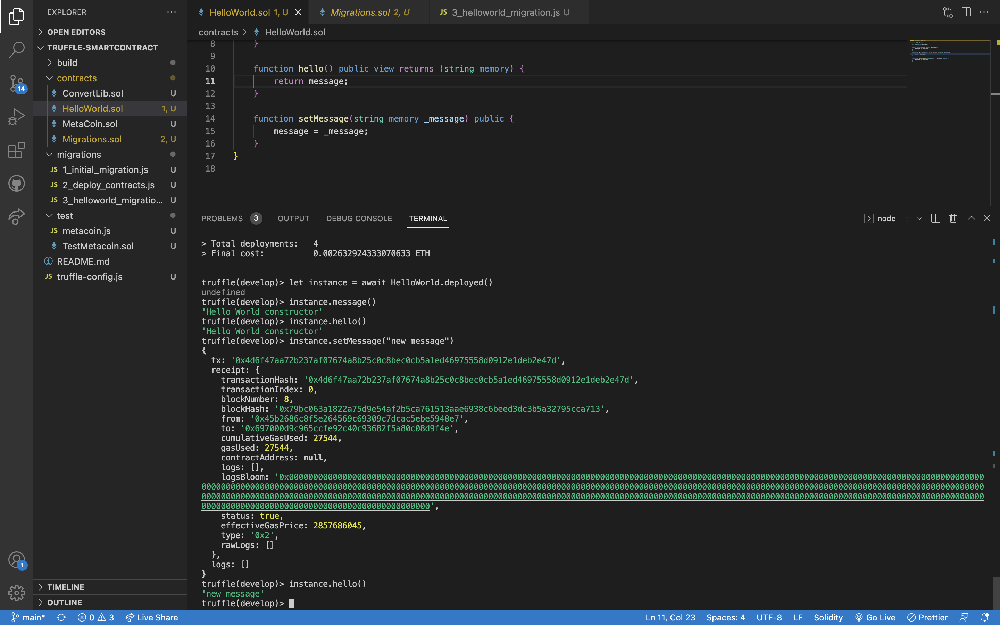 EXPLORER
OPEN EDITORS
TRUFFLE-SMARTCONTRACT
build
contracts
ConvertLib.sol U
HelloWorld.sol 1, U
MetaCoin.sol U
Migrations.sol 2, U
migrations
JS 1_initial_migration.js U
JS 2_deploy_contracts.js U
JS 3_helloworld_migratio... U
test
JS metacoin.js U
TestMetacoin.sol U
README.md
JS truffle-config.js U
TIMELINE
OUTLINE
14
1
HelloWorld.sol 1, U
Migrations.sol 2, U
JS 3_helloworld_migration.js U
contracts > HelloWorld.sol
8 }
9
10 function hello() public view returns (string memory) {
11 return message;
12 }
13
14 function setMessage(string memory _message) public {
15 message = _message;
16 }
17 }
18
PROBLEMS 3 OUTPUT DEBUG CONSOLE TERMINAL
node
> Total deployments: 4
> Final cost: 0.002632924333070633 ETH
truffle(develop)> let instance = await HelloWorld.deployed()
undefined
truffle(develop)> instance.message()
'Hello World constructor'
truffle(develop)> instance.hello()
'Hello World constructor'
truffle(develop)> instance.setMessage("new message")
{
tx: '0x4d6f47aa72b237af07674a8b25c0c8bec0cb5a1ed46975558d0912e1deb2e47d',
receipt: {
transactionHash: '0x4d6f47aa72b237af07674a8b25c0c8bec0cb5a1ed46975558d0912e1deb2e47d',
transactionIndex: 0,
blockNumber: 8,
blockHash: '0x79bc063a1822a75d9e54af2b5ca761513aae6938c6beed3dc3b5a32795cca713',
from: '0x45b2686c8f5e264569c69309c7dcac5ebe5948e7',
to: '0x697000d9c965ccfe92c40c93682f5a80c08d9f4e',
cumulativeGasUsed: 27544,
gasUsed: 27544,
contractAddress: null,
logs: [],
logsBloom:
status: true,
effectiveGasPrice: 2857686045,
type: '0x2',
rawLogs: []
},
logs: []
}
truffle(develop)> instance.hello()
'new message'
truffle(develop)>
main* 0 3 Live Share Ln 11, Col 23 Spaces: 4 UTF-8 LF Solidity Go Live Prettier